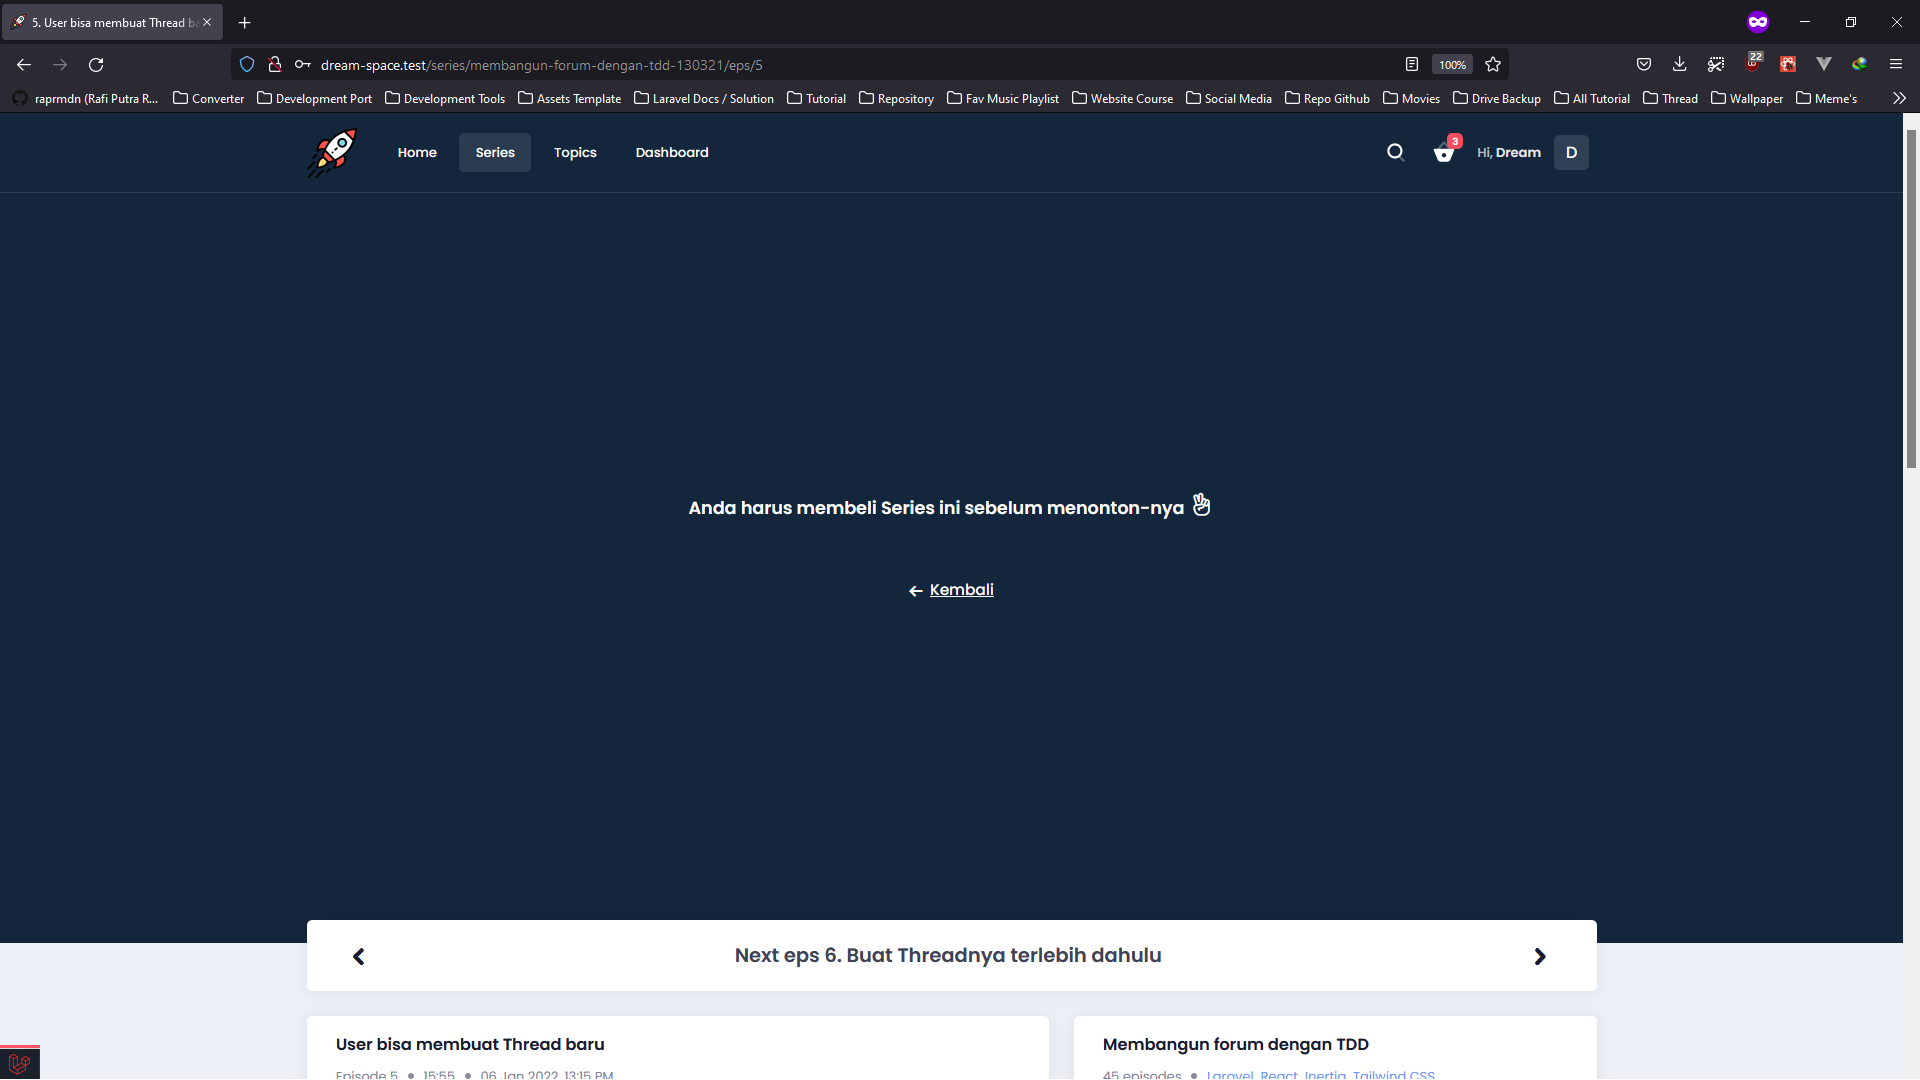 5. User bisa membuat Thread ba
dream-space.test/series/membangun-forum-dengan-tdd-130321/eps/5
100%
22
raprmdn (Rafi Putra R...
Converter
Development Port
Development Tools
Assets Template
Laravel Docs / Solution
Tutorial
Repository
Fav Music Playlist
Website Course
Social Media
Repo Github
Movies
Drive Backup
All Tutorial
Thread
Wallpaper
Meme's
Home
Series
Topics
Dashboard
3
Hi, Dream
D
Anda harus membeli Series ini sebelum menonton-nya
Kembali
Next eps 6. Buat Threadnya terlebih dahulu
User bisa membuat Thread baru
Episode 5 • 15:55 • 06 Jan 2022, 13:15 PM
Membangun forum dengan TDD
45 episodes • Laravel, React, Inertia, Tailwind CSS